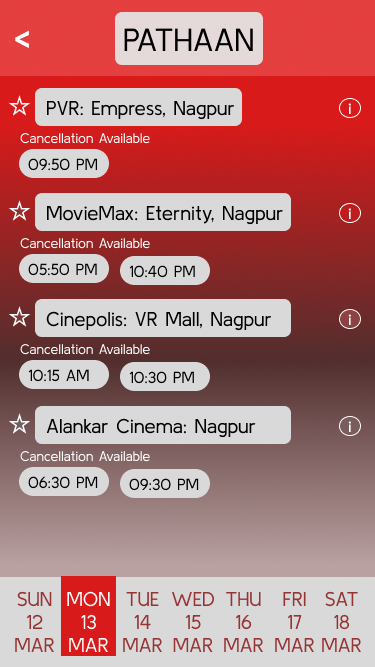 <
PATHAAN
PVR: Empress, Nagpur
Cancellation Available
09:50 PM
MovieMax: Eternity, Nagpur
Cancellation Available
05:50 PM 10:40 PM
Cinepolis: VR Mall, Nagpur
Cancellation Available
10:15 AM 10:30 PM
Alankar Cinema: Nagpur
Cancellation Available
06:30 PM 09:30 PM
SUN MON TUE WED THU FRI SAT
12 13 14 15 16 17 18
MAR MAR MAR MAR MAR MAR MAR